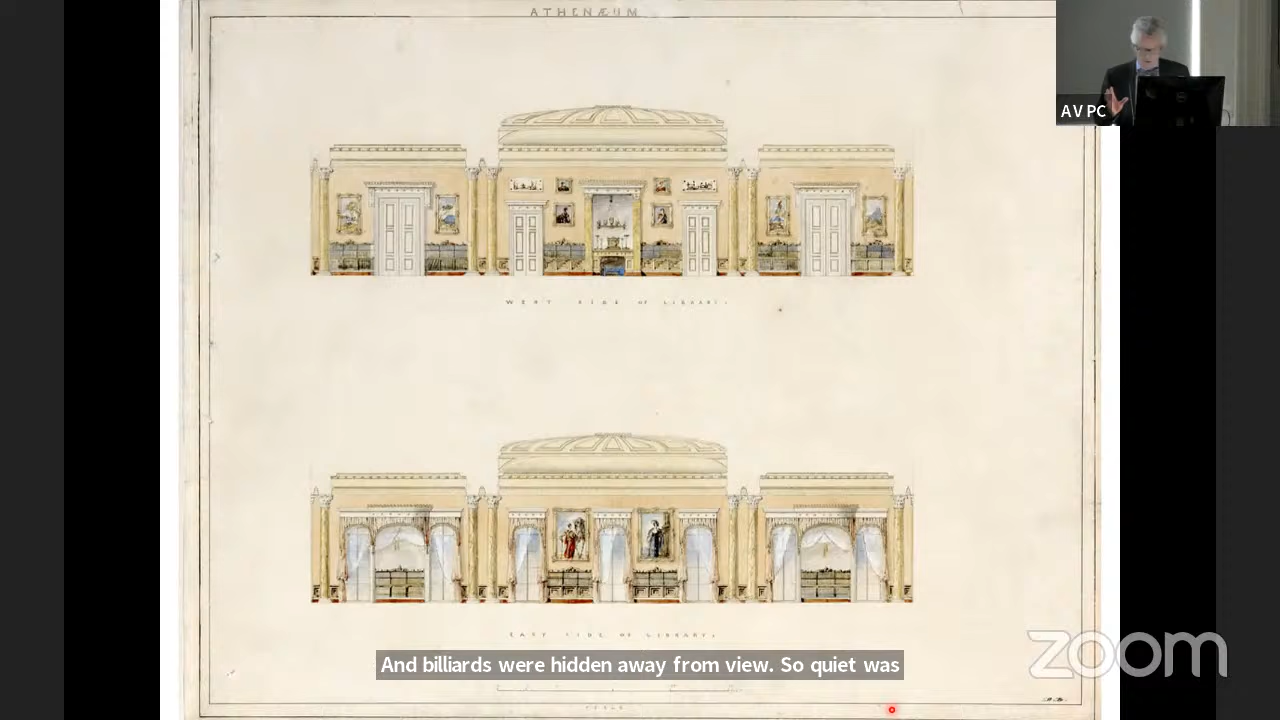 ATHENÆUM
A V PC
WEST SIDE OF LIBRARY.
EAST SIDE OF LIBRARY.
And billiards were hidden away from view. So quiet was
zoom
SCALE